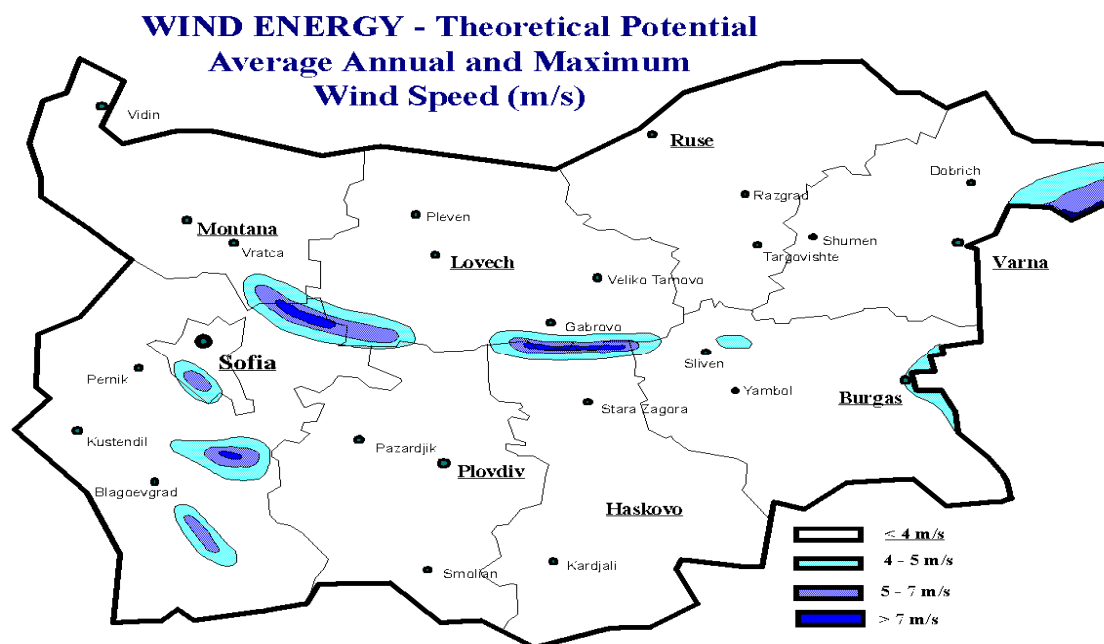 WIND ENERGY - Theoretical Potential
Average Annual and Maximum
Wind Speed (m/s)
Vidin
Ruse
Dobrich
Razgrad
Pleven
Montana
Shumen
Vratca
Targovishte
Lovech
Varna
Veliko Tarnovo
Gabrovo
Sofia
Sliven
Pernik
Yambol
Burgas
Stara Zagora
Kustendil
Pazardjik
Plovdiv
Blagoevgrad
Haskovo
Smolian
Kardjali
< 4 m/s
4 - 5 m/s
5 - 7 m/s
> 7 m/s